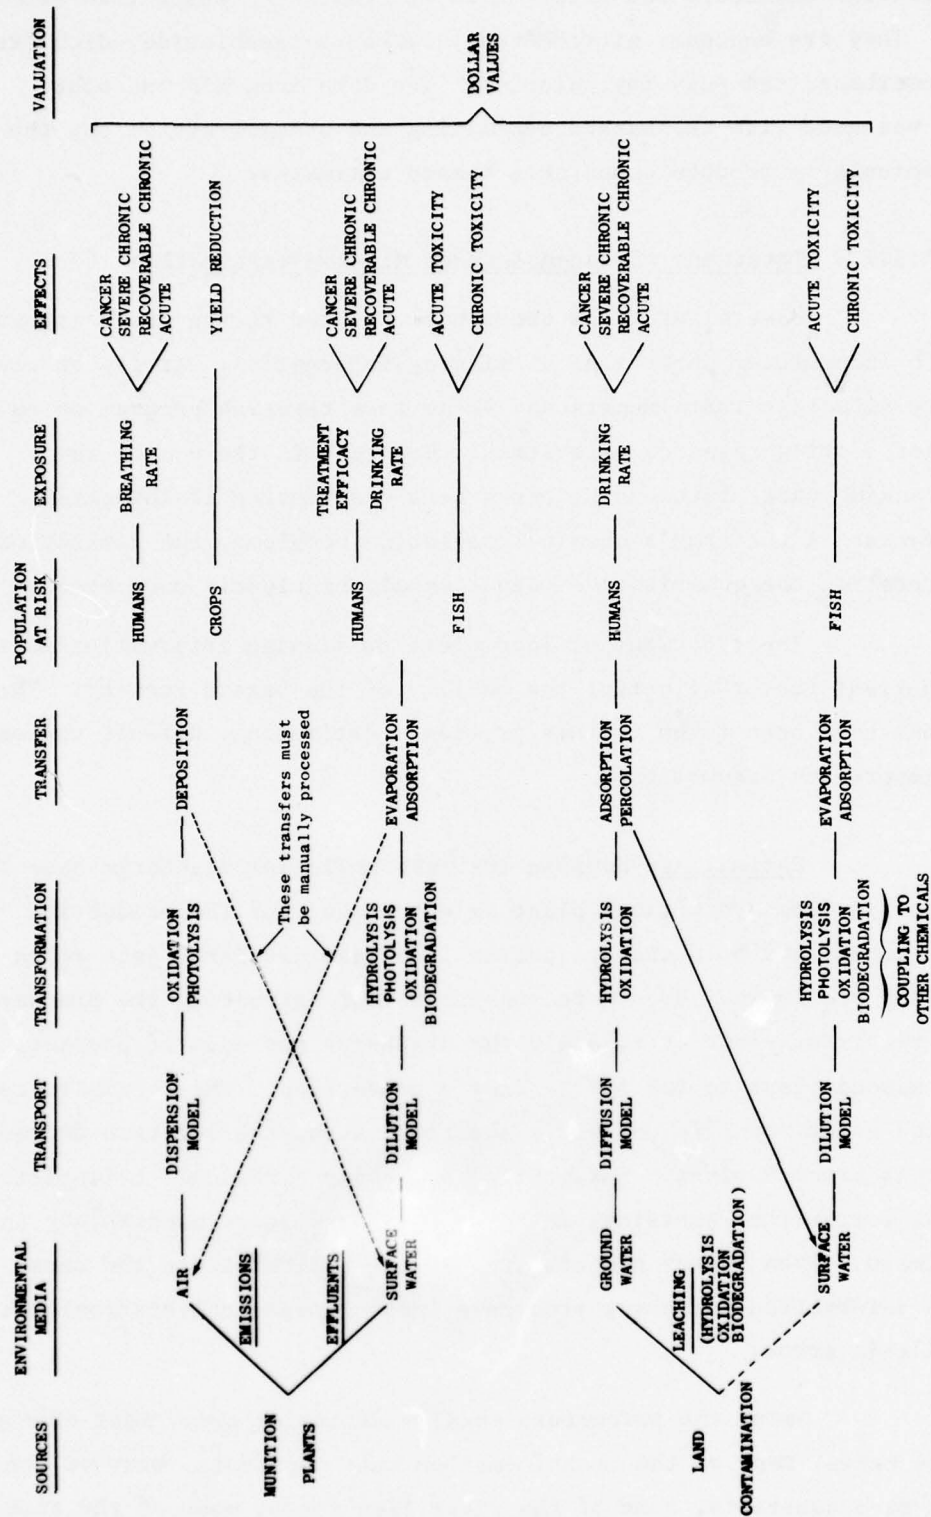 SOURCES
ENVIRONMENTAL
MEDIA
TRANSPORT
TRANSFORMATION
TRANSFER
POPULATION
AT RISK
EXPOSURE
EFFECTS
VALUATION
MUNITION
PLANTS
EMISSIONS
EFFLUENTS
AIR
DISPERSION
MODEL
OXIDATION
PHOTOLYSIS
DEPOSITION
HUMANS
BREATHING
RATE
CANCER
SEVERE CHRONIC
RECOVERABLE CHRONIC
ACUTE
CROPS
YIELD REDUCTION
These transfers must
be manually processed
SURFACE
WATER
DILUTION
MODEL
HYDROLYSIS
PHOTOLYSIS
OXIDATION
BIODEGRADATION
EVAPORATION
ADSORPTION
HUMANS
TREATMENT
EFFICACY
DRINKING
RATE
CANCER
SEVERE CHRONIC
RECOVERABLE CHRONIC
ACUTE
FISH
ACUTE TOXICITY
CHRONIC TOXICITY
DOLLAR
VALUES
LAND
CONTAMINATION
LEACHING
(HYDROLYSIS
OXIDATION
BIODEGRADATION)
GROUND
WATER
DIFFUSION
MODEL
HYDROLYSIS
OXIDATION
ADSORPTION
PERCOLATION
HUMANS
DRINKING
RATE
CANCER
SEVERE CHRONIC
RECOVERABLE CHRONIC
ACUTE
SURFACE
WATER
DILUTION
MODEL
HYDROLYSIS
PHOTOLYSIS
OXIDATION
BIODEGRADATION
COUPLING TO
OTHER CHEMICALS
EVAPORATION
ADSORPTION
FISH
ACUTE TOXICITY
CHRONIC TOXICITY